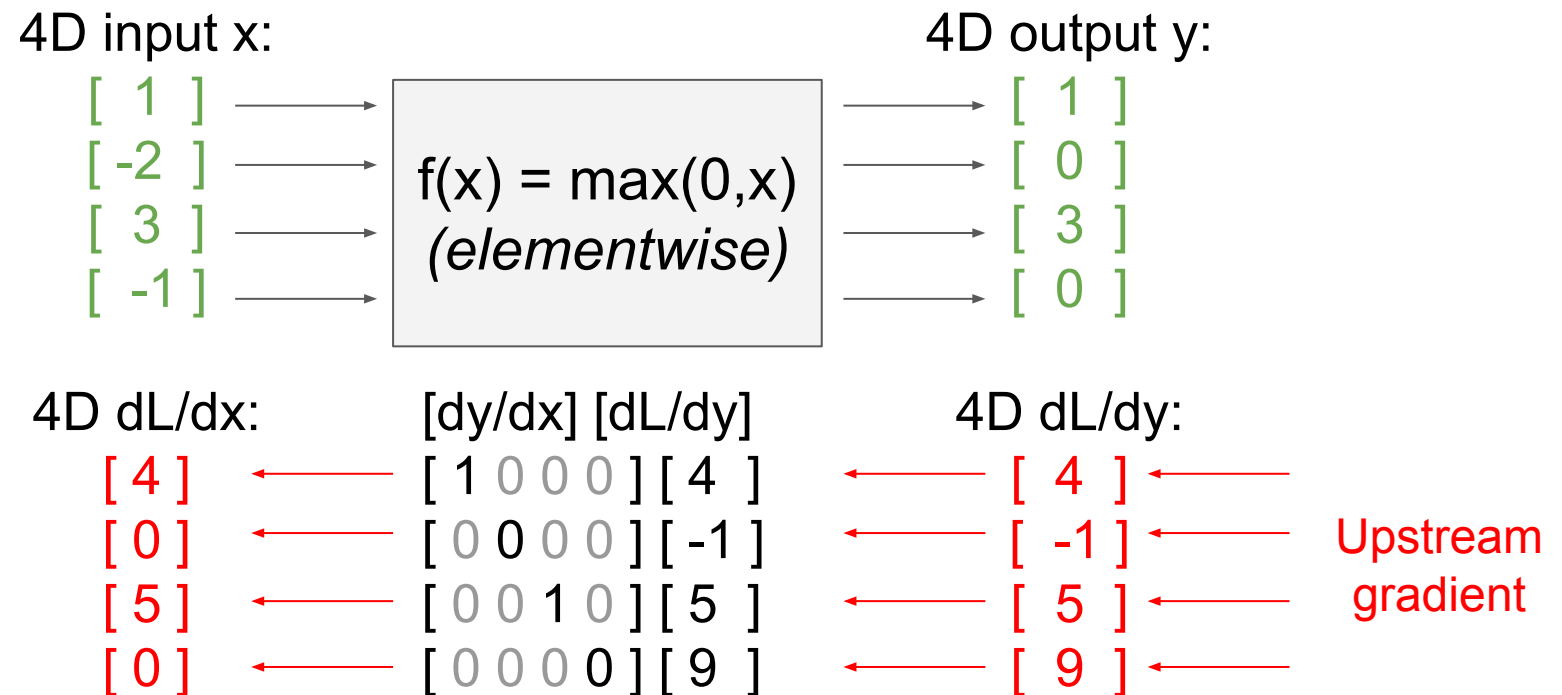 4D input x: 4D output y:
[ 1 ] [ 1 ]
[ -2 ] f(x) = max(0,x) [ 0 ]
[ 3 ] (elementwise) [ 3 ]
[ -1 ] [ 0 ]
4D dL/dx: [dy/dx] [dL/dy] 4D dL/dy:
[ 4 ] [ 1 0 0 0 ] [ 4 ] [ 4 ]
[ 0 ] [ 0 0 0 0 ] [ -1 ] [ -1 ] Upstream
[ 5 ] [ 0 0 1 0 ] [ 5 ] [ 5 ] gradient
[ 0 ] [ 0 0 0 0 ] [ 9 ] [ 9 ]